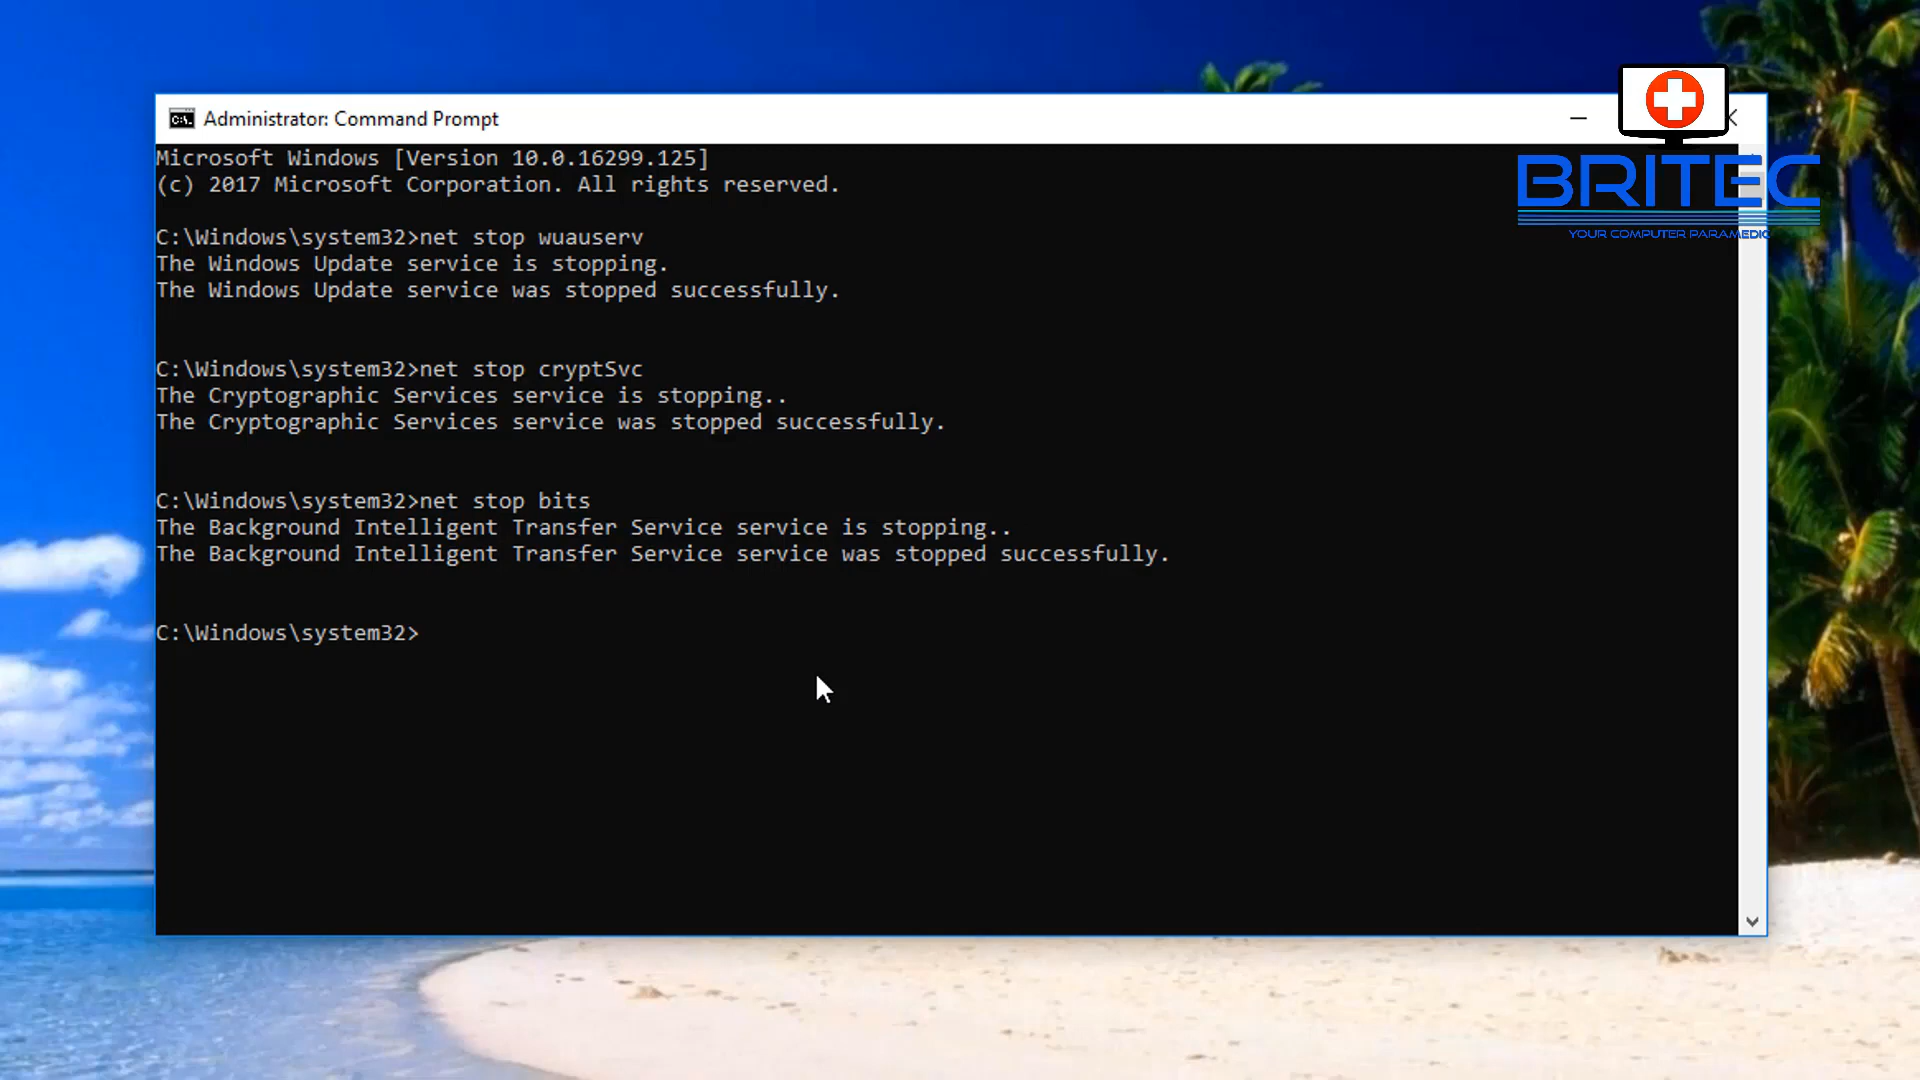 Administrator: Command Prompt
Microsoft Windows [Version 10.0.16299.125]
(c) 2017 Microsoft Corporation. All rights reserved.
C:\Windows\system32>net stop wuauserv
The Windows Update service is stopping.
The Windows Update service was stopped successfully.
C:\Windows\system32>net stop cryptSvc
The Cryptographic Services service is stopping..
The Cryptographic Services service was stopped successfully.
C:\Windows\system32>net stop bits
The Background Intelligent Transfer Service service is stopping..
The Background Intelligent Transfer Service service was stopped successfully.
C:\Windows\system32>
BRITEC
YOUR COMPUTER PARAMEDIC